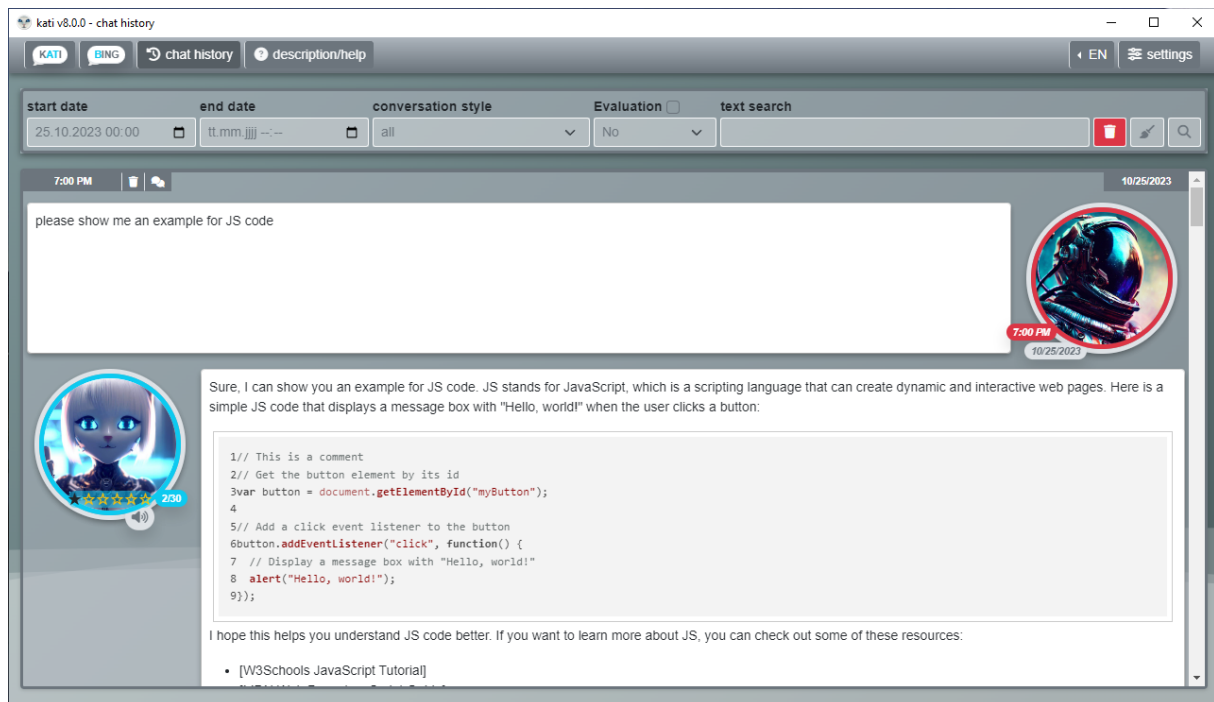 kati v8.0.0 - chat history
KATI BING chat history description/help EN settings
start date end date conversation style Evaluation text search
25.10.2023 00:00 tt.mm.jjjj --:-- all No
7:00 PM 10/25/2023
please show me an example for JS code
7:00 PM
10/25/2023
Sure, I can show you an example for JS code. JS stands for JavaScript, which is a scripting language that can create dynamic and interactive web pages. Here is a
simple JS code that displays a message box with "Hello, world!" when the user clicks a button:
1// This is a comment
2// Get the button element by its id
3var button = document.getElementById("myButton");
4
5// Add a click event listener to the button
6button.addEventListener("click", function() {
7  // Display a message box with "Hello, world!"
8  alert("Hello, world!");
9});
2/30
I hope this helps you understand JS code better. If you want to learn more about JS, you can check out some of these resources:
• [W3Schools JavaScript Tutorial]